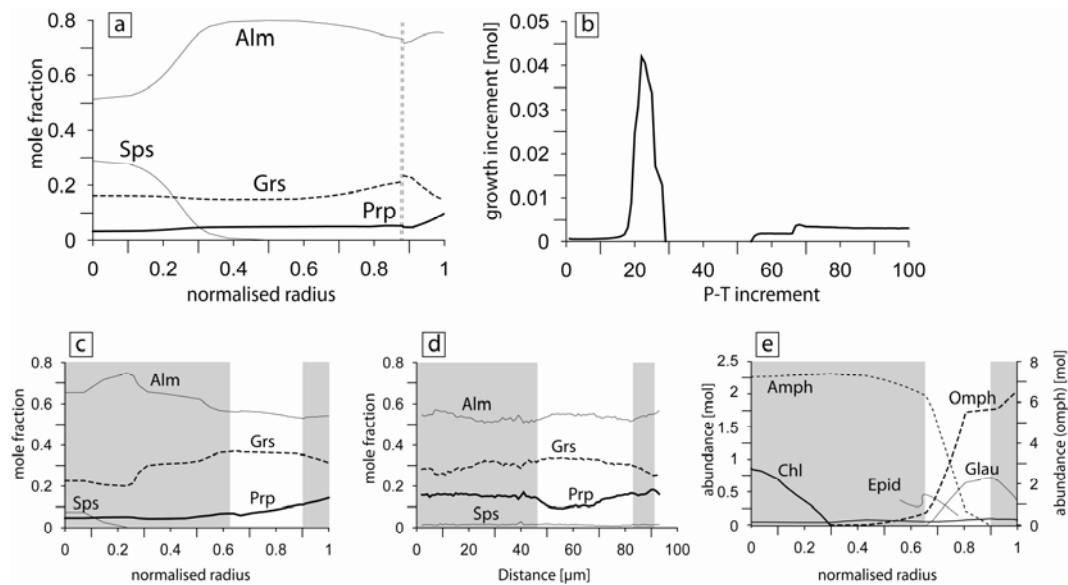 a
0.8
0.6
0.4
0.2
0
mole fraction
Alm
Sps
Grs
Prp
0 0.2 0.4 0.6 0.8 1
normalised radius
b
0.05
0.04
0.03
0.02
0.01
0
growth increment [mol]
0 20 40 60 80 100
P-T increment
c
0.8
0.6
0.4
0.2
0
mole fraction
Alm
Grs
Sps
Prp
0 0.2 0.4 0.6 0.8 1
normalised radius
d
0.8
0.6
0.4
0.2
0
mole fraction
Alm
Grs
Prp
Sps
0 20 40 60 80 100
Distance [µm]
e
2.5
2
1.5
1
0.5
0
abundance [mol]
Amph
Omph
Chl
Epid
Glau
8
7
6
5
4
3
2
1
0
abundance (omph) [mol]
0 0.2 0.4 0.6 0.8 1
normalised radius